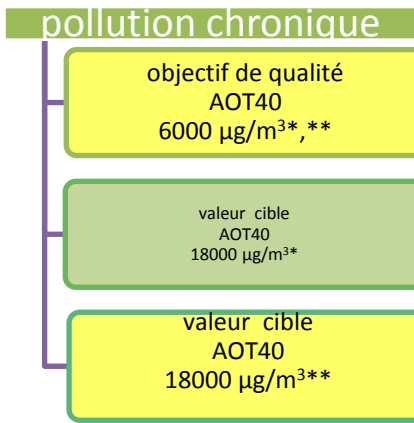 pollution chronique
objectif de qualité
AOT40
6000 µg/m³*,**
valeur cible
AOT40
18000 µg/m³*
valeur cible
AOT40
18000 µg/m³**